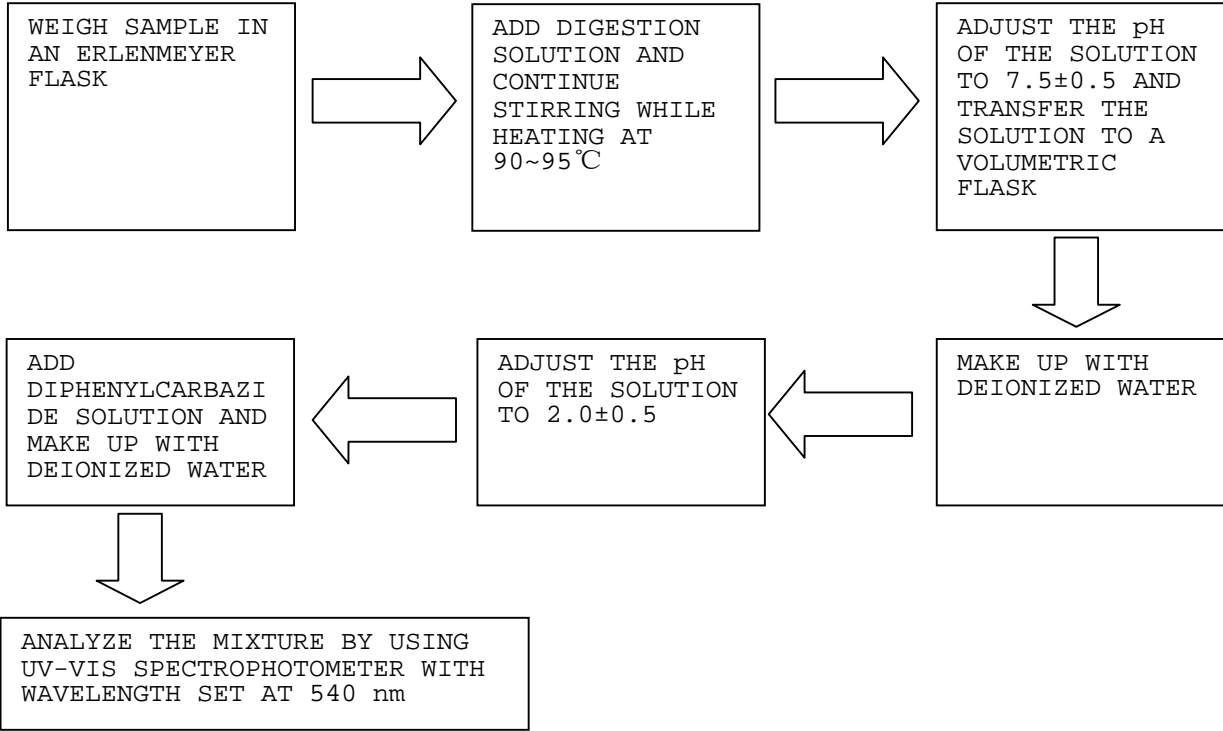 WEIGH SAMPLE IN
AN ERLENMEYER
FLASK
ADD DIGESTION
SOLUTION AND
CONTINUE
STIRRING WHILE
HEATING AT
90~95℃
ADJUST THE pH
OF THE SOLUTION
TO 7.5±0.5 AND
TRANSFER THE
SOLUTION TO A
VOLUMETRIC
FLASK
MAKE UP WITH
DEIONIZED WATER
ADJUST THE pH
OF THE SOLUTION
TO 2.0±0.5
ADD
DIPHENYLCARBAZI
DE SOLUTION AND
MAKE UP WITH
DEIONIZED WATER
ANALYZE THE MIXTURE BY USING
UV-VIS SPECTROPHOTOMETER WITH
WAVELENGTH SET AT 540 nm